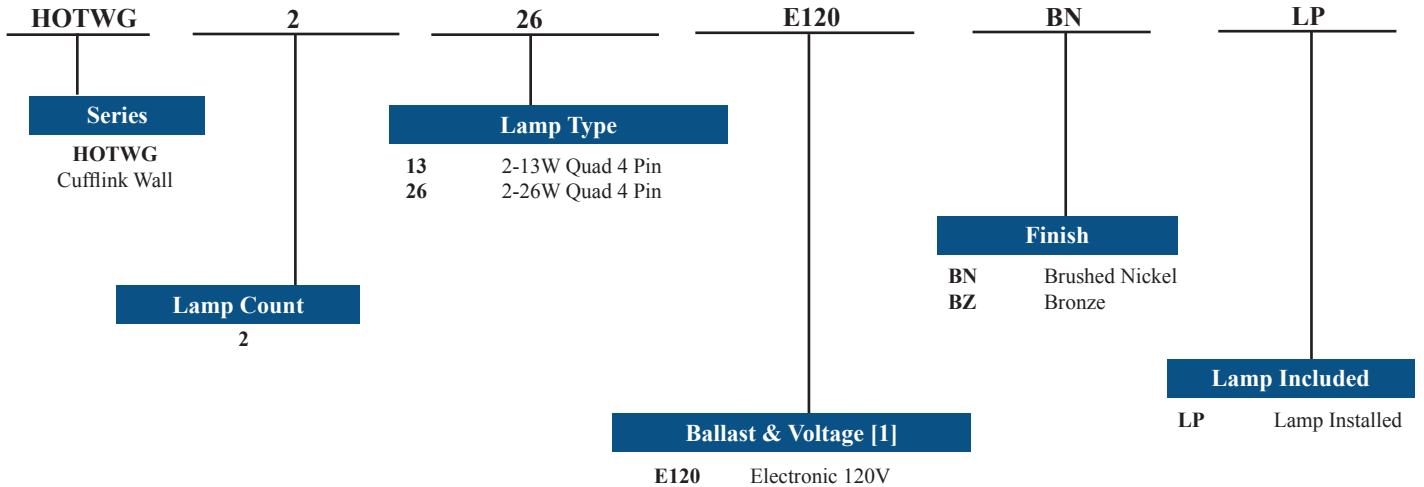 HOTWG 2 26 E120 BN LP
Series
HOTWG
Cufflink Wall
Lamp Count
2
Lamp Type
13 2-13W Quad 4 Pin
26 2-26W Quad 4 Pin
Ballast & Voltage [1]
E120 Electronic 120V
Finish
BN Brushed Nickel
BZ Bronze
Lamp Included
LP Lamp Installed